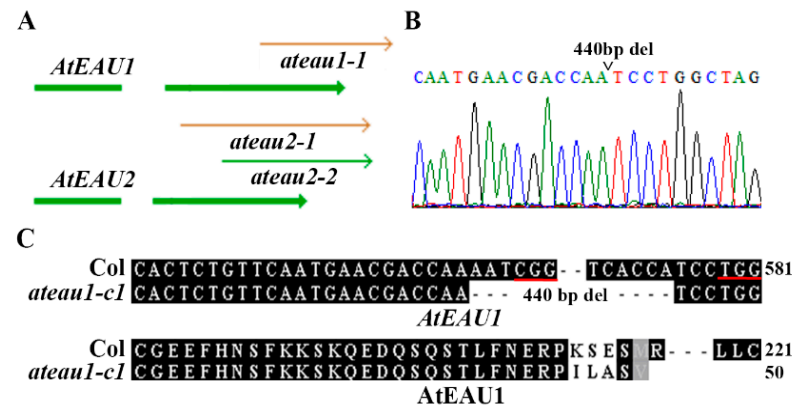 A
ateau1-1
AtEAU1
ateau2-1
ateau2-2
AtEAU2
B
440bp del
CAATGAACGACCAATCCTGGCTAG
C
Col CACTCTGTTCAATGAACGACCAAAATCGG--TCACCATCCTGG 581
ateau1-c1 CACTCTGTTCAATGAACGACCAA---- 440 bp del ----TCCTGG
AtEAU1
Col CGEEFHNSFKKSKQEDQSQSTLFNERPKSESMR---LLC 221
ateau1-c1 CGEEFHNSFKKSKQEDQSQSTLFNERPILASV 50
AtEAU1